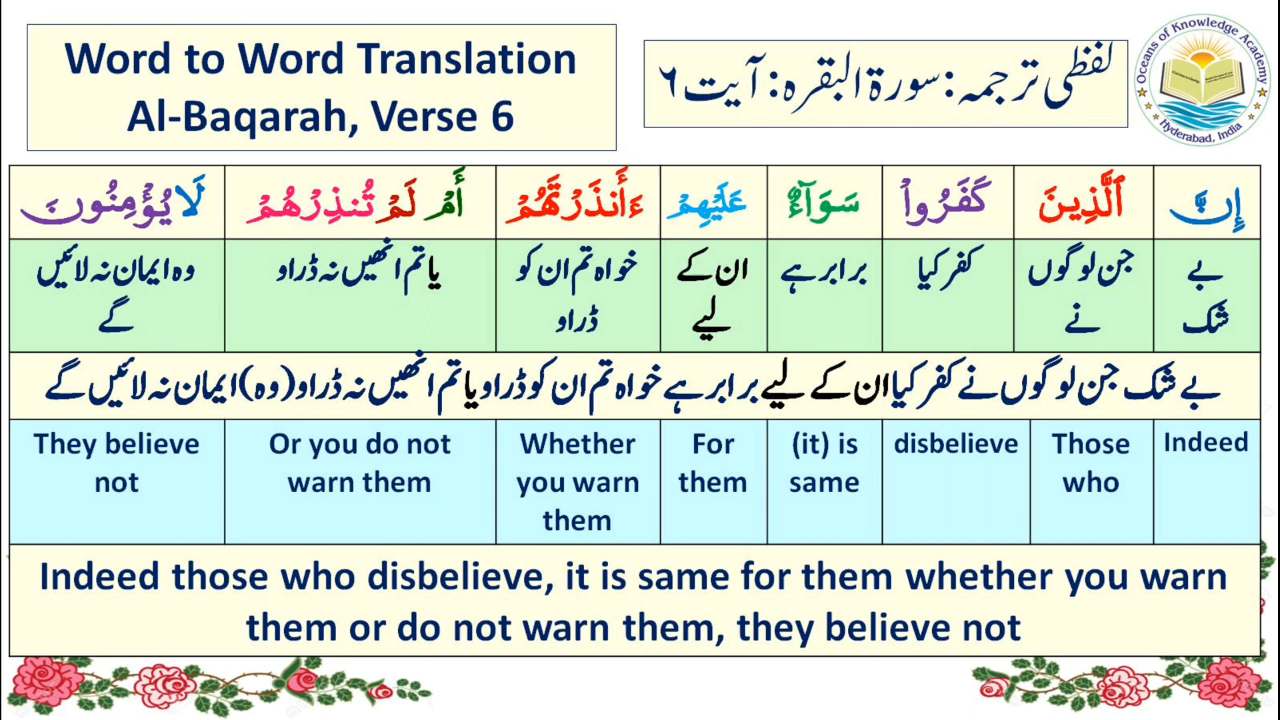 Word to Word Translation
Al-Baqarah, Verse 6
لفظی ترجمہ: سورۃ البقرہ: آیت ۶
Oceans of Knowledge Academy
Hyderabad, India
إِنَّ ٱلَّذِينَ كَفَرُوا۟ سَوَآءٌ عَلَيْهِمْ ءَأَنذَرْتَهُمْ أَمْ لَمْ تُنذِرْهُمْ لَا يُؤْمِنُونَ
بے شک
جن لوگوں نے
کفر کیا
برابر ہے
ان کے لیے
خواہ تم ان کو ڈراو
یا تم انھیں نہ ڈراو
وہ ایمان نہ لائیں گے
بے شک جن لوگوں نے کفر کیا ان کے لیے برابر ہے خواہ تم ان کو ڈراو یا تم انھیں نہ ڈراو (وہ) ایمان نہ لائیں گے
They believe not
Or you do not warn them
Whether you warn them
For them
(it) is same
disbelieve
Those who
Indeed
Indeed those who disbelieve, it is same for them whether you warn
them or do not warn them, they believe not